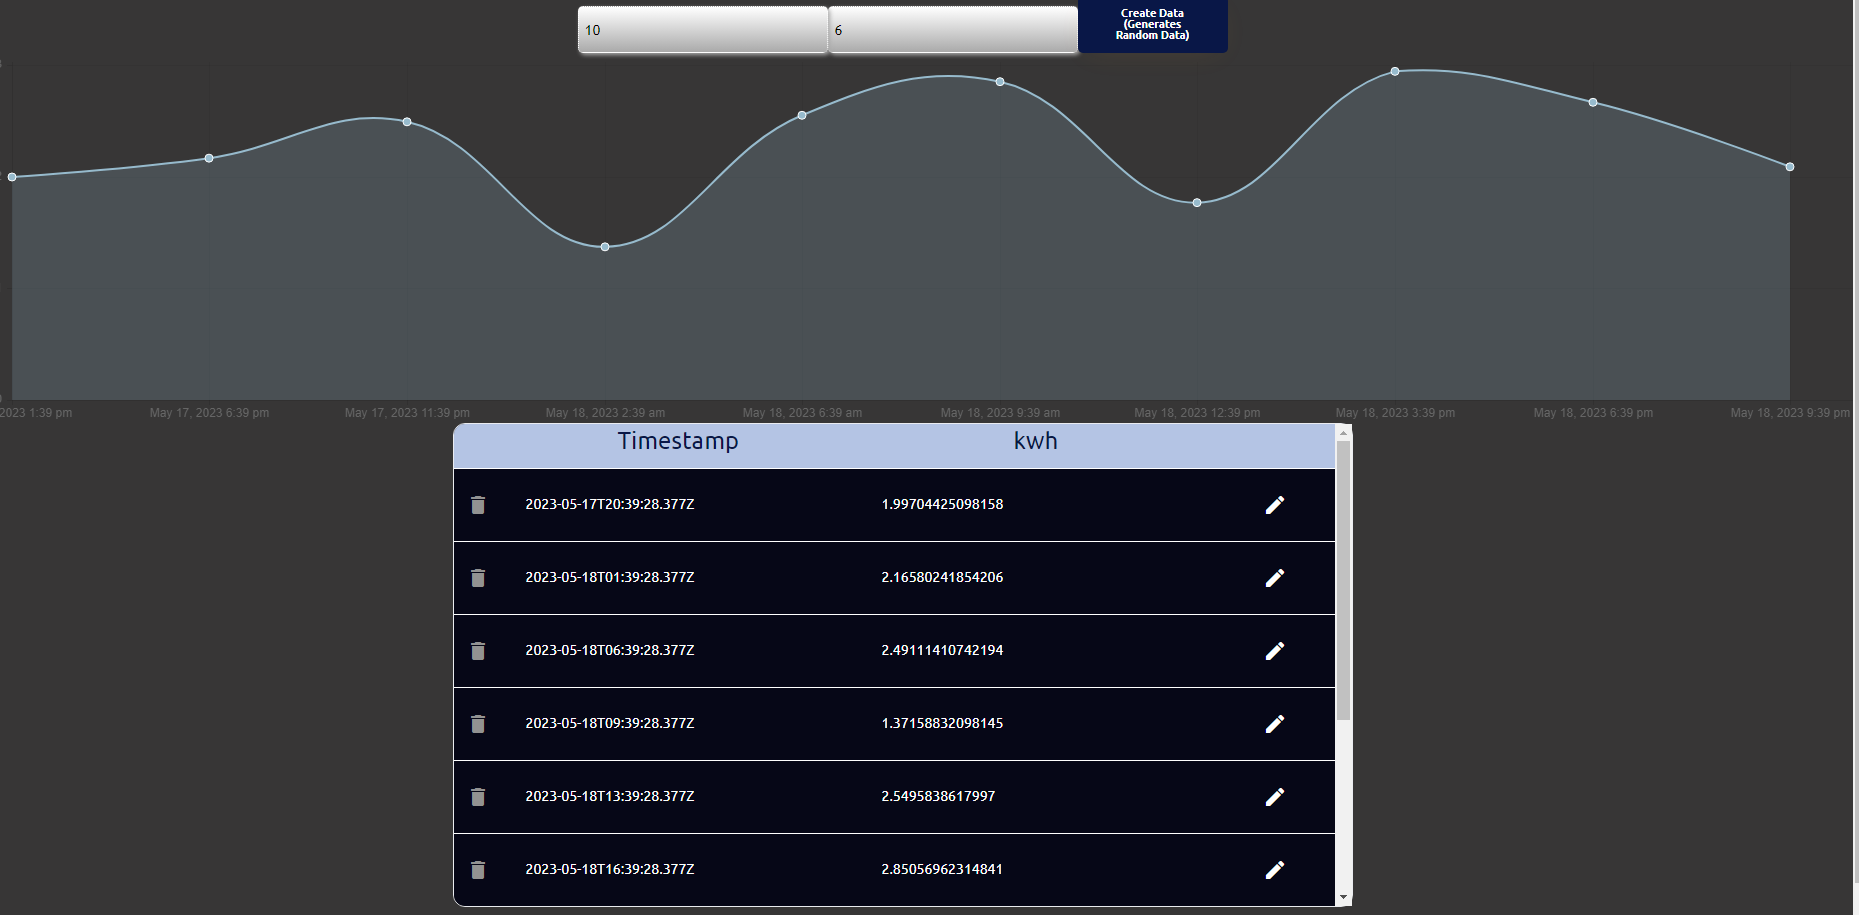 10
6
Create Data
(Generates
Random Data)
2023 1:39 pm
May 17, 2023 6:39 pm
May 17, 2023 11:39 pm
May 18, 2023 2:39 am
May 18, 2023 6:39 am
May 18, 2023 9:39 am
May 18, 2023 12:39 pm
May 18, 2023 3:39 pm
May 18, 2023 6:39 pm
May 18, 2023 9:39 pm
Timestamp kwh
2023-05-17T20:39:28.377Z 1.99704425098158
2023-05-18T01:39:28.377Z 2.16580241854206
2023-05-18T06:39:28.377Z 2.49111410742194
2023-05-18T09:39:28.377Z 1.37158832098145
2023-05-18T13:39:28.377Z 2.5495838617997
2023-05-18T16:39:28.377Z 2.85056962314841